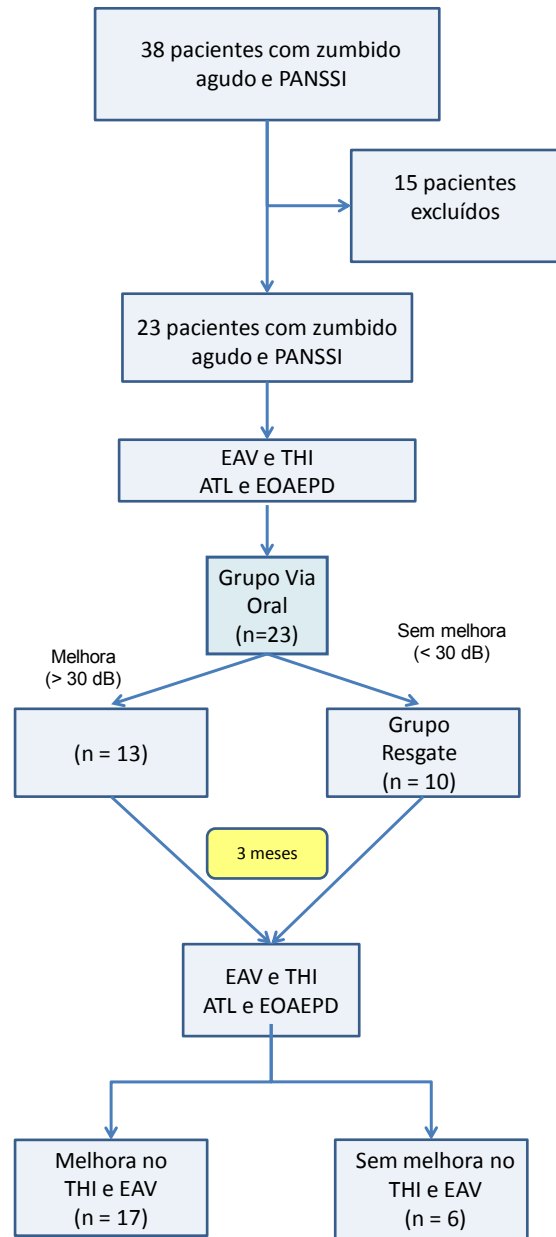 38 pacientes com zumbido
agudo e PANSSI
15 pacientes
excluídos
23 pacientes com zumbido
agudo e PANSSI
EAV e THI
ATL e EOAEPD
Grupo Via
Oral
(n=23)
Melhora
(> 30 dB)
Sem melhora
(< 30 dB)
(n = 13)
Grupo
Resgate
(n = 10)
3 meses
EAV e THI
ATL e EOAEPD
Melhora no
THI e EAV
(n = 17)
Sem melhora no
THI e EAV
(n = 6)